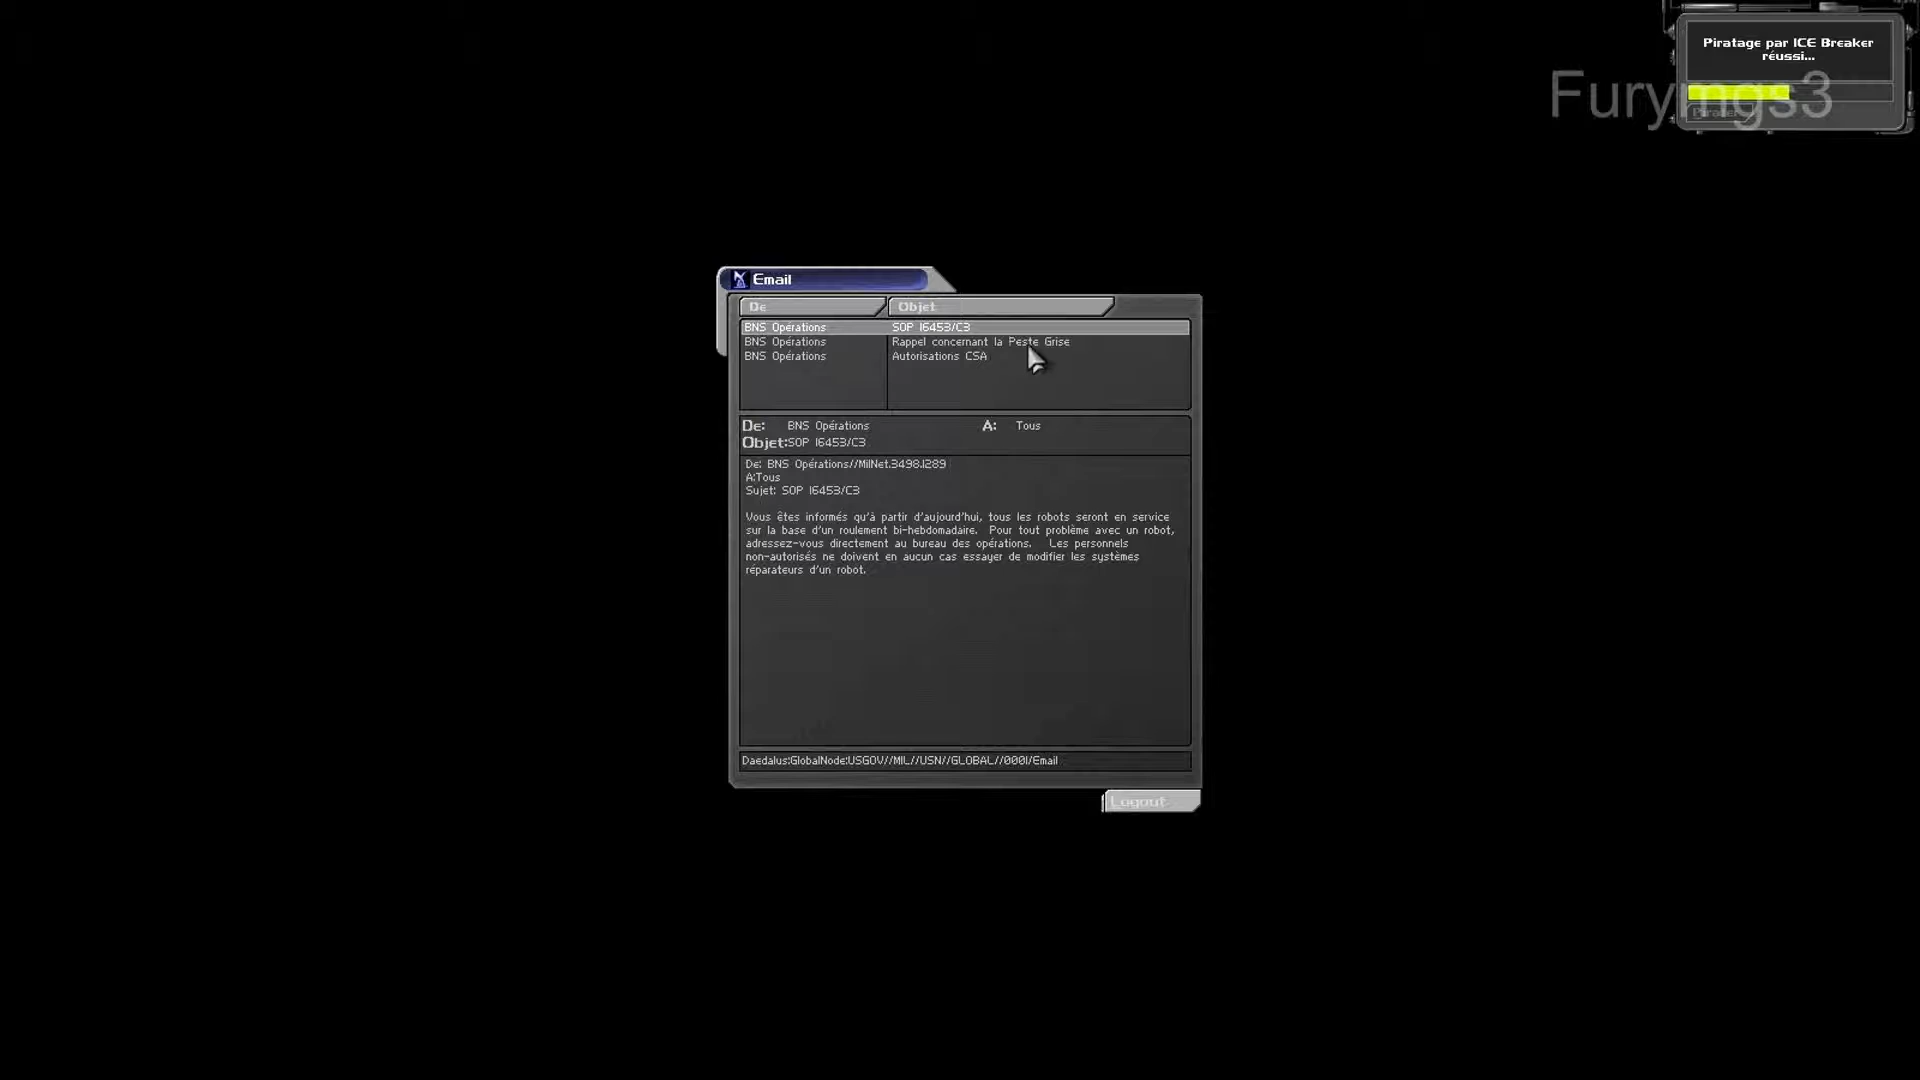 Piratage par ICE Breaker
réussi...
Furymgs3
Email
De Objet
BNS Opérations SOP 16453/C3
BNS Opérations Rappel concernant la Peste Grise
BNS Opérations Autorisations CSA
De: BNS Opérations A: Tous
Objet:SOP 16453/C3
De: BNS Opérations//MilNet.3498.1289
A:Tous
Sujet: SOP 16453/C3
Vous êtes informés qu'à partir d'aujourd'hui, tous les robots seront en service
sur la base d'un roulement bi-hebdomadaire. Pour tout problème avec un robot,
adressez-vous directement au bureau des opérations. Les personnels
non-autorisés ne doivent en aucun cas essayer de modifier les systèmes
réparateurs d'un robot.
Daedalus:GlobalNode:USGOV//MIL//USN//GLOBAL//0001/Email
Logout